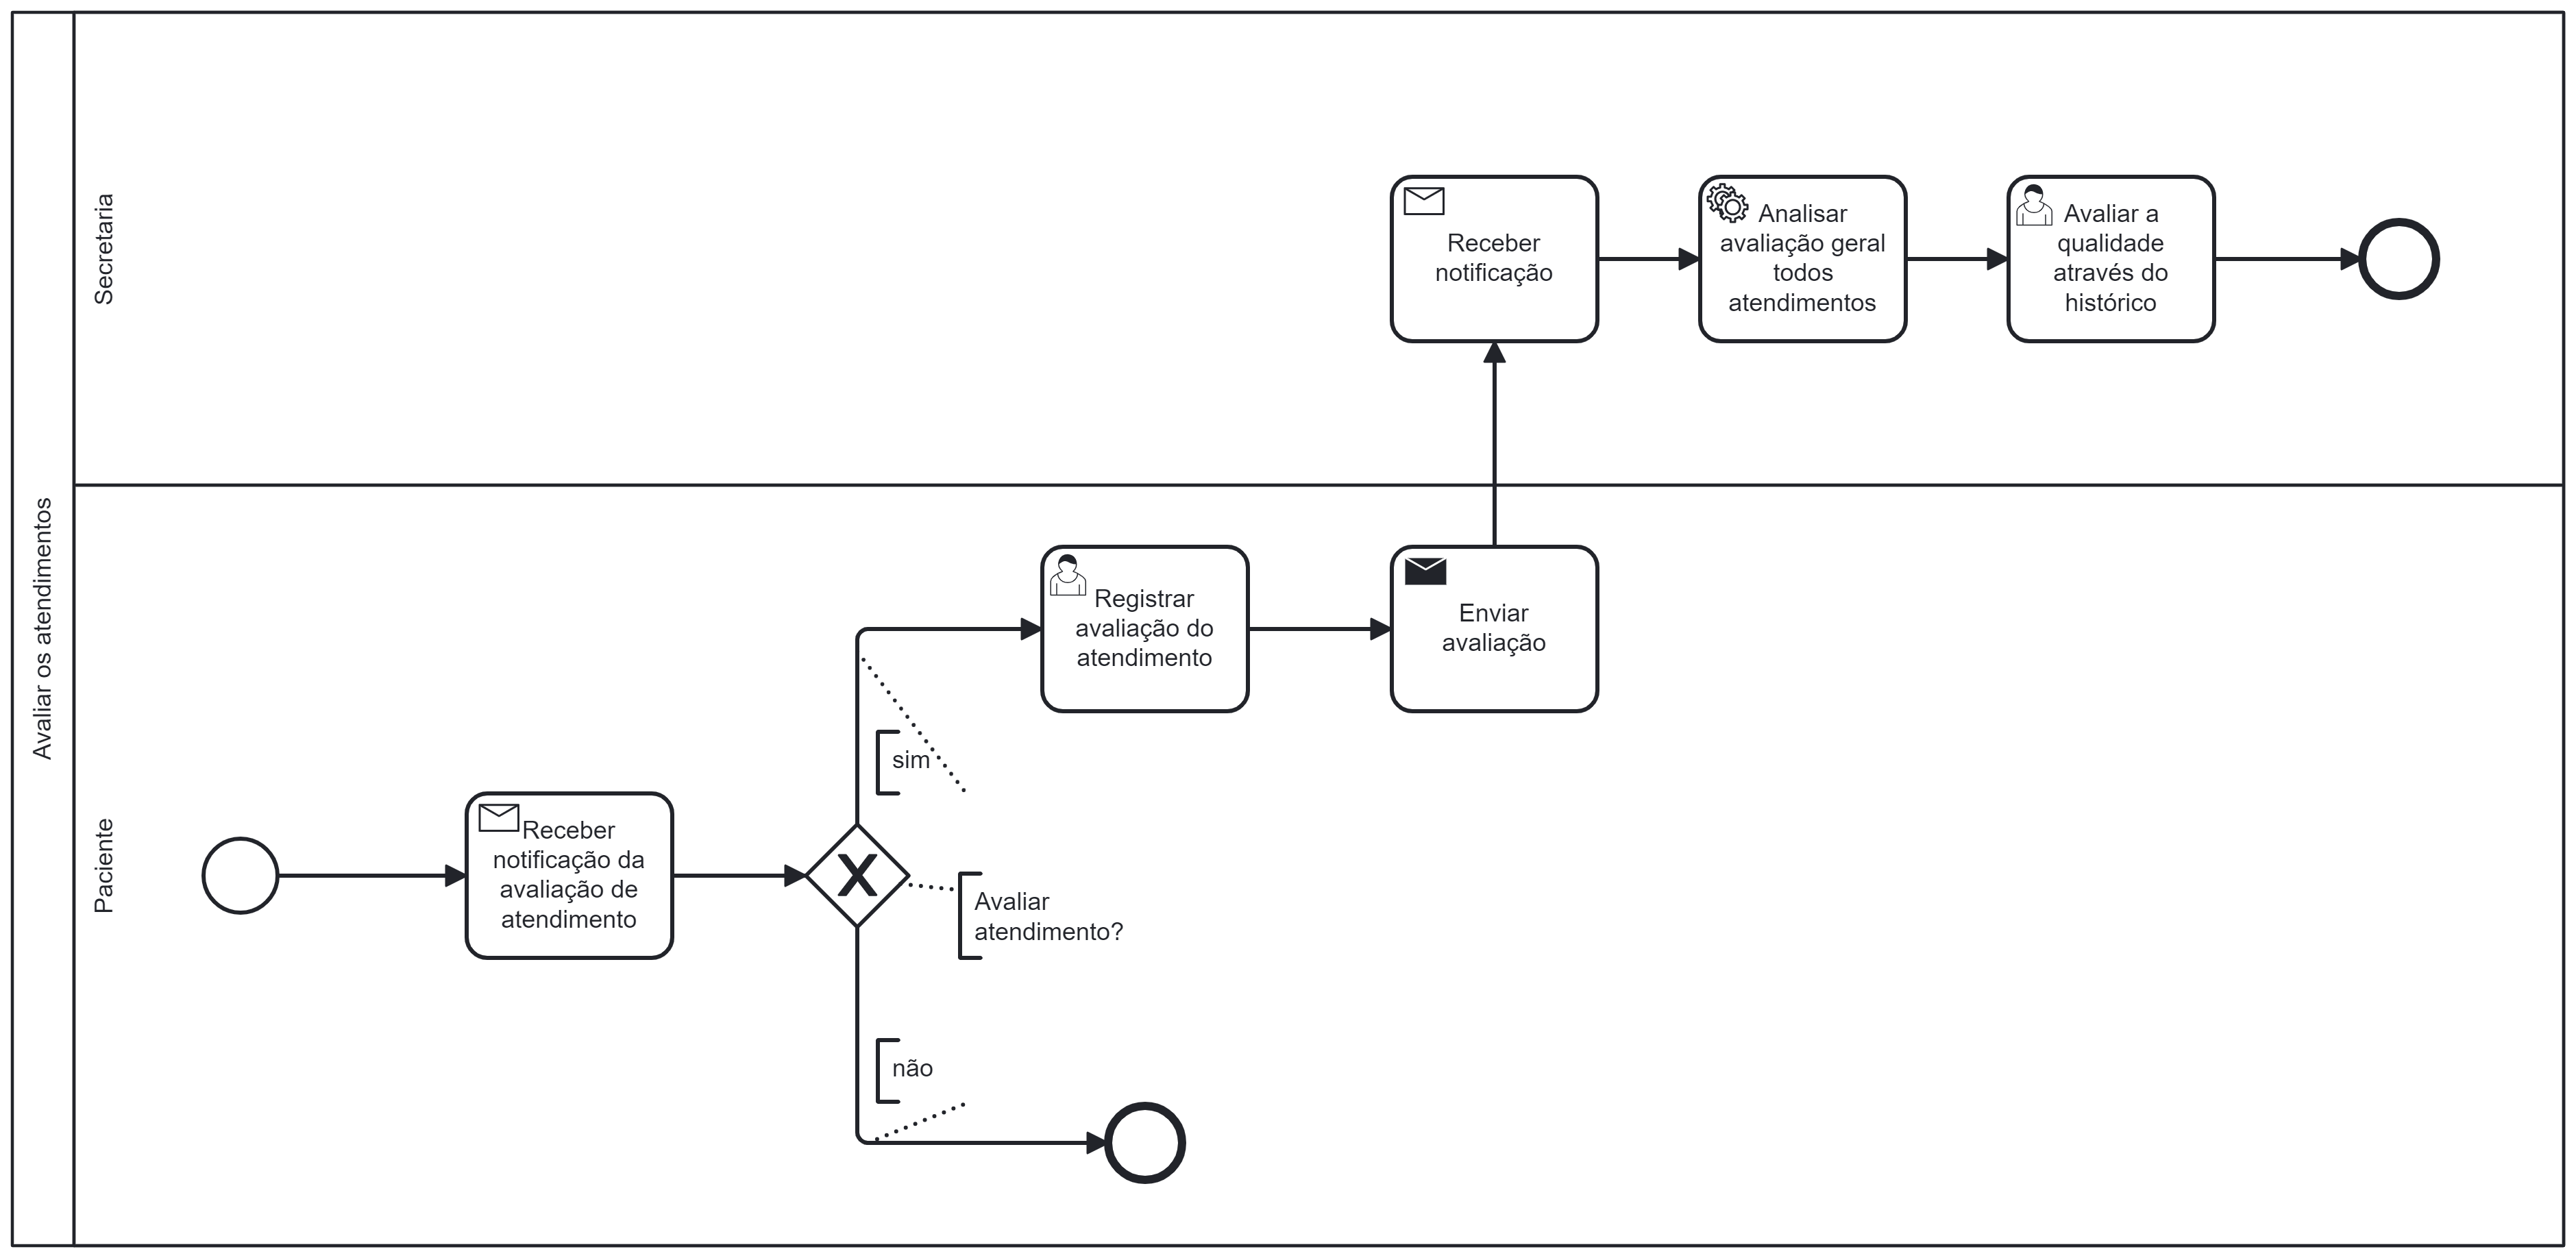 Avaliar os atendimentos
Secretaria
Receber
notificação
Analisar
avaliação geral
todos
atendimentos
Avaliar a
qualidade
através do
histórico
Paciente
Receber
notificação da
avaliação de
atendimento
sim
Avaliar
atendimento?
não
Registrar
avaliação do
atendimento
Enviar
avaliação